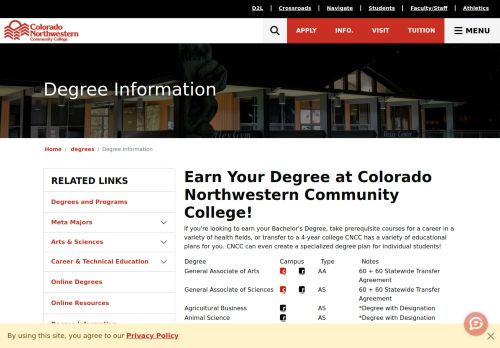 D2L | Crossroads | Navigate | Students | Faculty/Staff | Athletics
Colorado
Northwestern
Community College
APPLY INFO. VISIT TUITION MENU
Degree Information
Home / degrees / Degree Information
RELATED LINKS
Degrees and Programs
Meta Majors
Arts & Sciences
Career & Technical Education
Online Degrees
Online Resources
Degree Information
Earn Your Degree at Colorado
Northwestern Community
College!
If you're looking to earn your Bachelor's Degree, take prerequisite courses for a career in
a variety of health fields, or transfer to a 4-year college CNCC has a variety of educational
plans for you. CNCC can even create a specialized degree plan for individual students!
Degree Campus Type Notes
General Associate of Arts AA 60 + 60 Statewide Transfer
Agreement
General Associate of Sciences AS 60 + 60 Statewide Transfer
Agreement
Agricultural Business AS *Degree with Designation
Animal Science AS *Degree with Designation
By using this site, you agree to our Privacy Policy
×